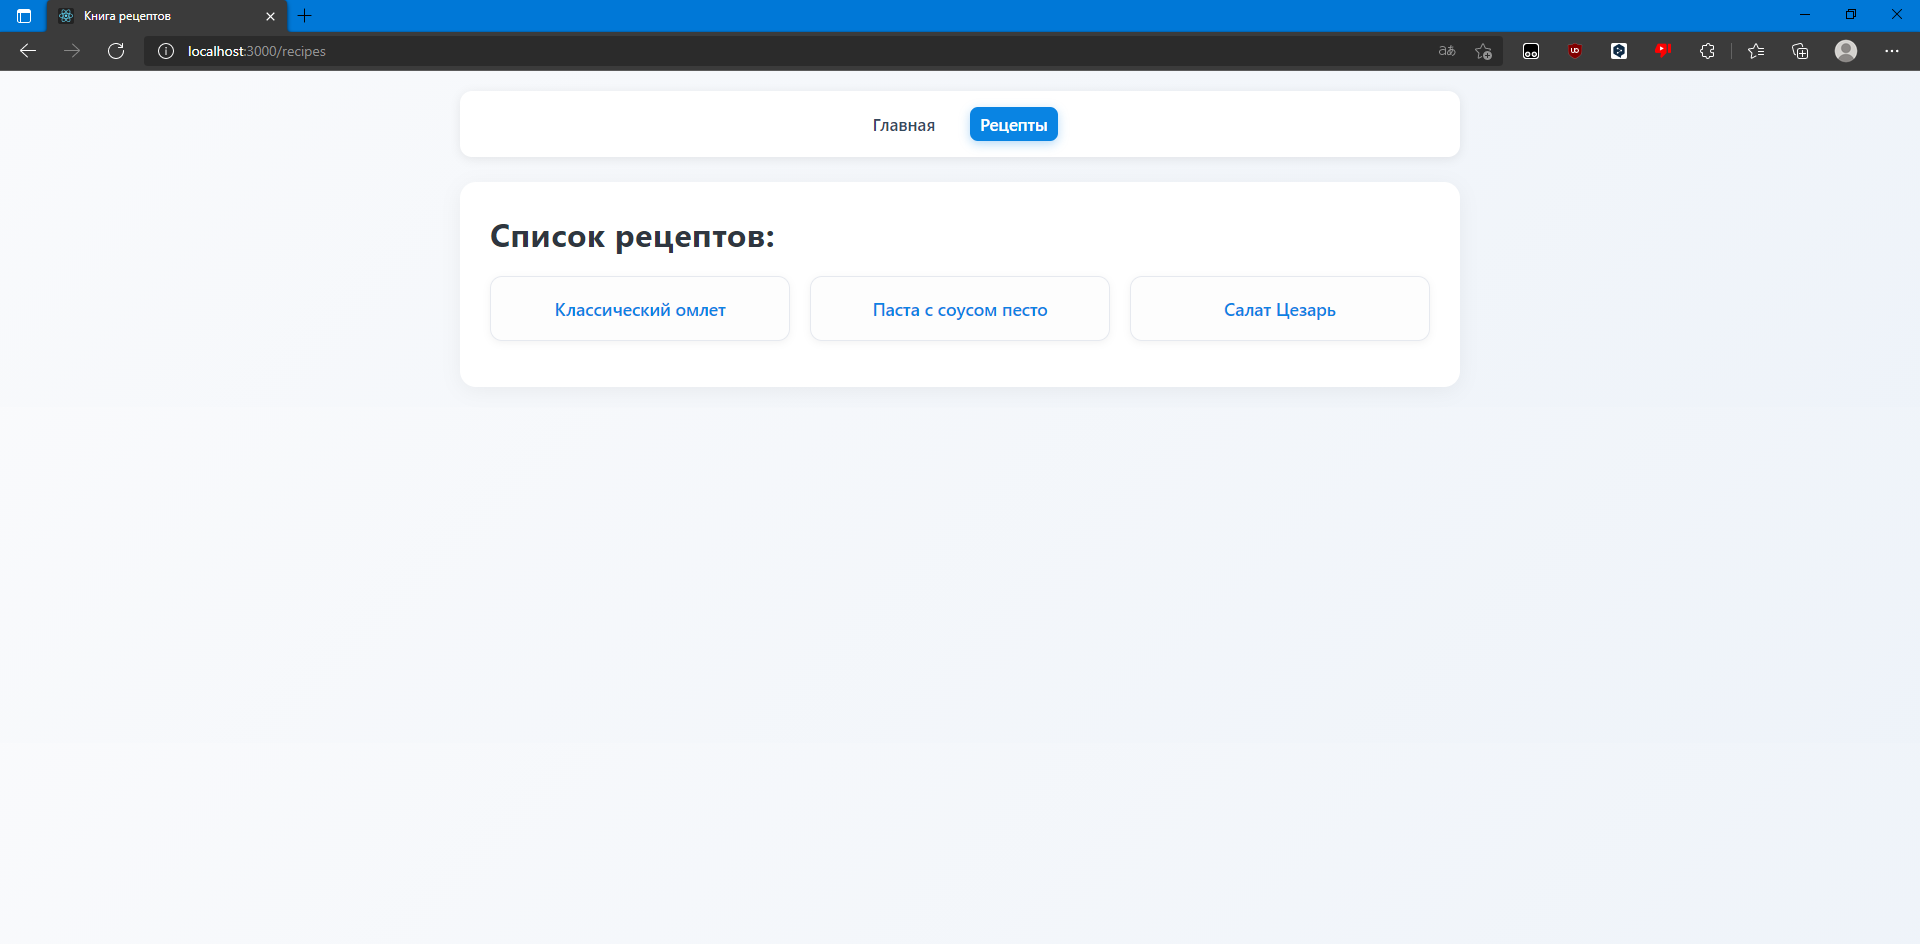 Книга рецептов
localhost:3000/recipes
Главная
Рецепты
Список рецептов:
Классический омлет
Паста с соусом песто
Салат Цезарь